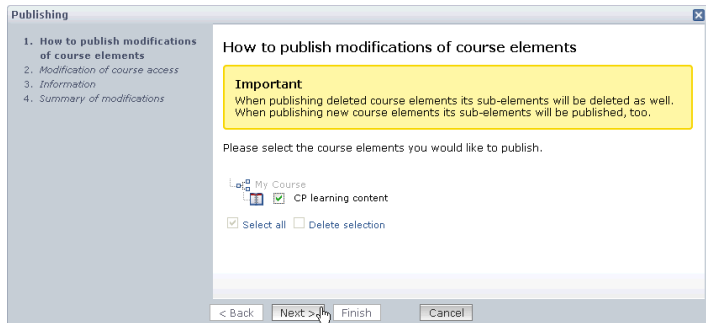 Publishing
1. How to publish modifications
of course elements
2. Modification of course access
3. Information
4. Summary of modifications
How to publish modifications of course elements
Important
When publishing deleted course elements its sub-elements will be deleted as well.
When publishing new course elements its sub-elements will be published, too.
Please select the course elements you would like to publish.
My Course
CP learning content
Select all Delete selection
< Back Next > Finish Cancel